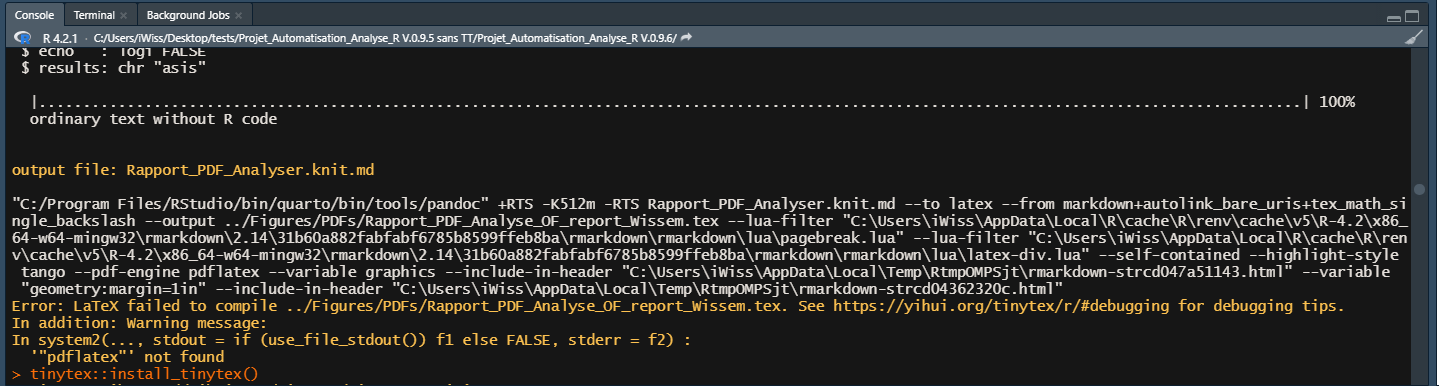 Console Terminal Background Jobs
R 4.2.1 · C:/Users/iWiss/Desktop/tests/Projet_Automatisation_Analyse_R V.0.9.5 sans TT/Projet_Automatisation_Analyse_R V.0.9.6/
$ echo : logi FALSE
$ results: chr "asis"
|................................................................................................................................................| 100%
ordinary text without R code
output file: Rapport_PDF_Analyser.knit.md
"C:/Program Files/RStudio/bin/quarto/bin/tools/pandoc" +RTS -K512m -RTS Rapport_PDF_Analyser.knit.md --to latex --from markdown+autolink_bare_uris+tex_math_si
ngle_backslash --output ../Figures/PDFs/Rapport_PDF_Analyse_OF_report_Wissem.tex --lua-filter "C:\Users\iWiss\AppData\Local\R\cache\R\renv\cache\v5\R-4.2\x86_
64-w64-mingw32\rmarkdown\2.14\31b60a882fabfabf6785b8599ffeb8ba\rmarkdown\rmarkdown\lua\pagebreak.lua" --lua-filter "C:\Users\iWiss\AppData\Local\R\cache\R\ren
v\cache\v5\R-4.2\x86_64-w64-mingw32\rmarkdown\2.14\31b60a882fabfabf6785b8599ffeb8ba\rmarkdown\rmarkdown\lua\latex-div.lua" --self-contained --highlight-style
tango --pdf-engine pdflatex --variable graphics --include-in-header "C:\Users\iWiss\AppData\Local\Temp\RtmpOMPSjt\rmarkdown-strcd047a51143.html" --variable
"geometry:margin=1in" --include-in-header "C:\Users\iWiss\AppData\Local\Temp\RtmpOMPSjt\rmarkdown-strcd04362320c.html"
Error: LaTeX failed to compile ../Figures/PDFs/Rapport_PDF_Analyse_OF_report_Wissem.tex. See https://yihui.org/tinytex/r/#debugging for debugging tips.
In addition: Warning message:
In system2(..., stdout = if (use_file_stdout()) f1 else FALSE, stderr = f2) :
'"pdflatex"' not found
> tinytex::install_tinytex()